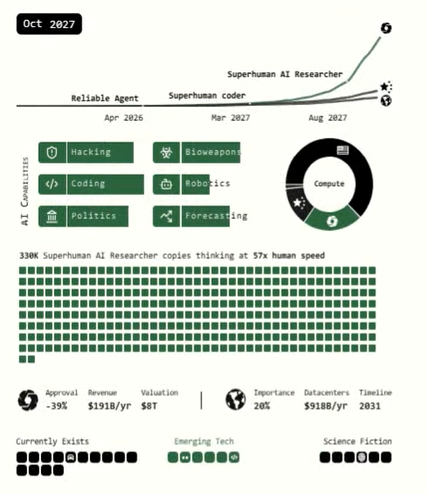 Oct 2027
Superhuman AI Researcher
Reliable Agent
Superhuman coder
Apr 2026
Mar 2027
Aug 2027
AI Capabilities
Hacking
Bioweapons
Coding
Robotics
Politics
Forecasting
Compute
330K Superhuman AI Researcher copies thinking at 57x human speed
Approval Revenue Valuation
-39% $191B/yr $8T
Importance Datacenters Timeline
20% $918B/yr 2031
Currently Exists
Emerging Tech
Science Fiction